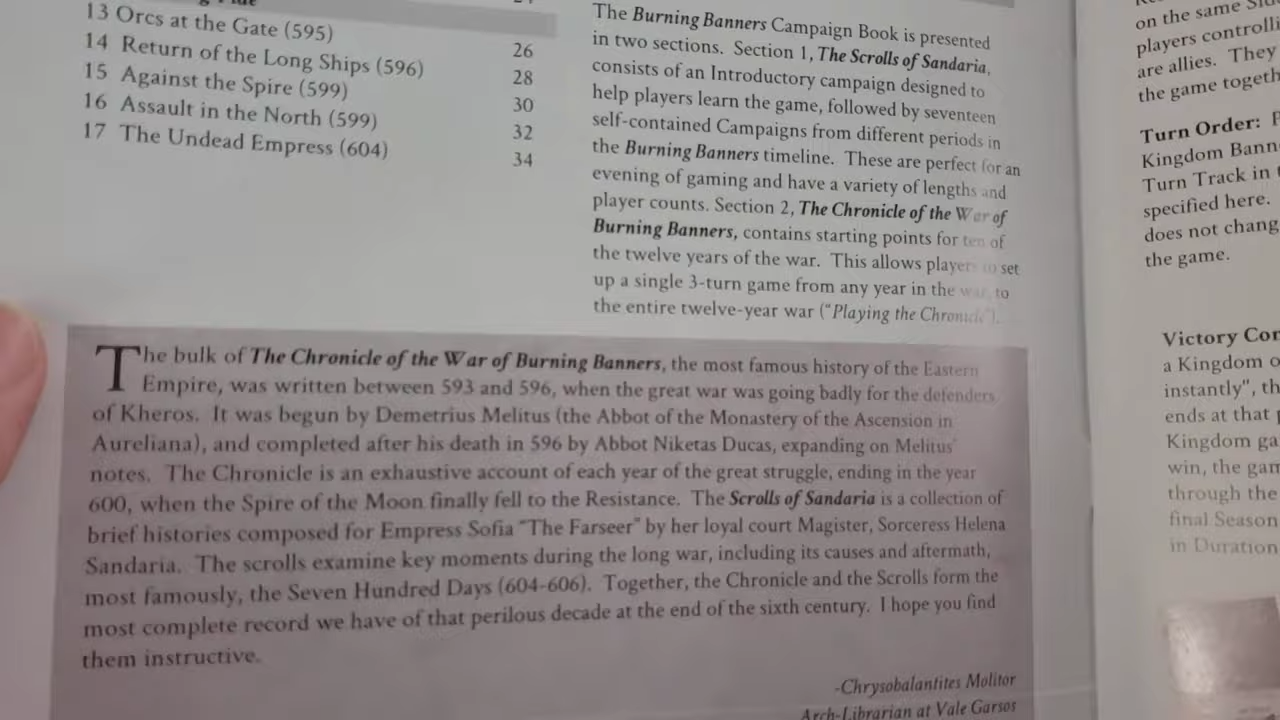 13 Orcs at the Gate (595)
14 Return of the Long Ships (596) 26
15 Against the Spire (599) 28
16 Assault in the North (599) 30
17 The Undead Empress (604) 32
34
The Burning Banners Campaign Book is presented
in two sections. Section 1, The Scrolls of Sandaria,
consists of an Introductory campaign designed to
help players learn the game, followed by seventeen
self-contained Campaigns from different periods in
the Burning Banners timeline. These are perfect for an
evening of gaming and have a variety of lengths and
player counts. Section 2, The Chronicle of the War of
Burning Banners, contains starting points for ten of
the twelve years of the war. This allows players to set
up a single 3-turn game from any year in the war, to
the entire twelve-year war ("Playing the Chronicle").
The bulk of The Chronicle of the War of Burning Banners, the most famous history of the Eastern
Empire, was written between 593 and 596, when the great war was going badly for the defenders
of Kheros. It was begun by Demetrius Melitus (the Abbot of the Monastery of the Ascension in
Aureliana), and completed after his death in 596 by Abbot Niketas Ducas, expanding on Melitus'
notes. The Chronicle is an exhaustive account of each year of the great struggle, ending in the year
600, when the Spire of the Moon finally fell to the Resistance. The Scrolls of Sandaria is a collection of
brief histories composed for Empress Sofia "The Farseer" by her loyal court Magister, Sorceress Helena
Sandaria. The scrolls examine key moments during the long war, including its causes and aftermath,
most famously, the Seven Hundred Days (604-606). Together, the Chronicle and the Scrolls form the
most complete record we have of that perilous decade at the end of the sixth century. I hope you find
them instructive.
-Chrysobalantites Molitor
Arch-Librarian at Vale Garsos
on the same
players controlli
are allies. They
the game togeth
Turn Order:
Kingdom Bann
Turn Track in
specified here.
does not chang
the game.
Victory Con
a Kingdom o
instantly", th
ends at that
Kingdom ga
win, the gam
through the
final Season
in Duration